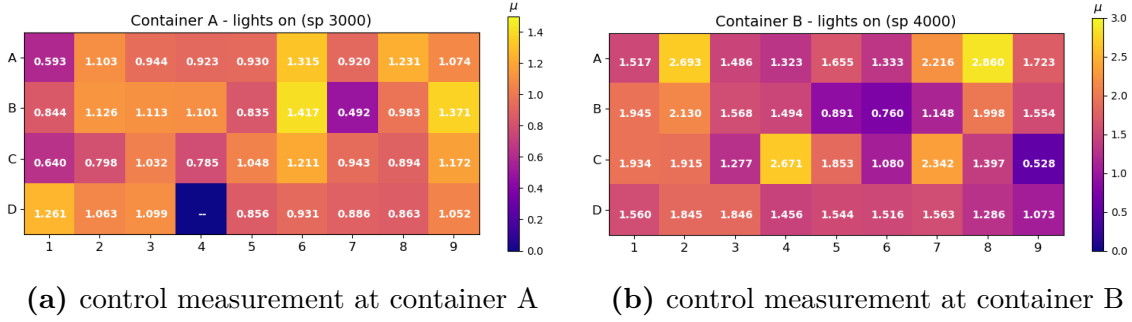 Container A - lights on (sp 3000)
μ
A 0.593 1.103 0.944 0.923 0.930 1.315 0.920 1.231 1.074
B 0.844 1.126 1.113 1.101 0.835 1.417 0.492 0.983 1.371
C 0.640 0.798 1.032 0.785 1.048 1.211 0.943 0.894 1.172
D 1.261 1.063 1.099 -- 0.856 0.931 0.886 0.863 1.052
1 2 3 4 5 6 7 8 9
1.4
1.2
1.0
0.8
0.6
0.4
0.2
0.0
(a) control measurement at container A
Container B - lights on (sp 4000)
μ
A 1.517 2.693 1.486 1.323 1.655 1.333 2.216 2.860 1.723
B 1.945 2.130 1.568 1.494 0.891 0.760 1.148 1.998 1.554
C 1.934 1.915 1.277 2.671 1.853 1.080 2.342 1.397 0.528
D 1.560 1.845 1.846 1.456 1.544 1.516 1.563 1.286 1.073
1 2 3 4 5 6 7 8 9
3.0
2.5
2.0
1.5
1.0
0.5
0.0
(b) control measurement at container B